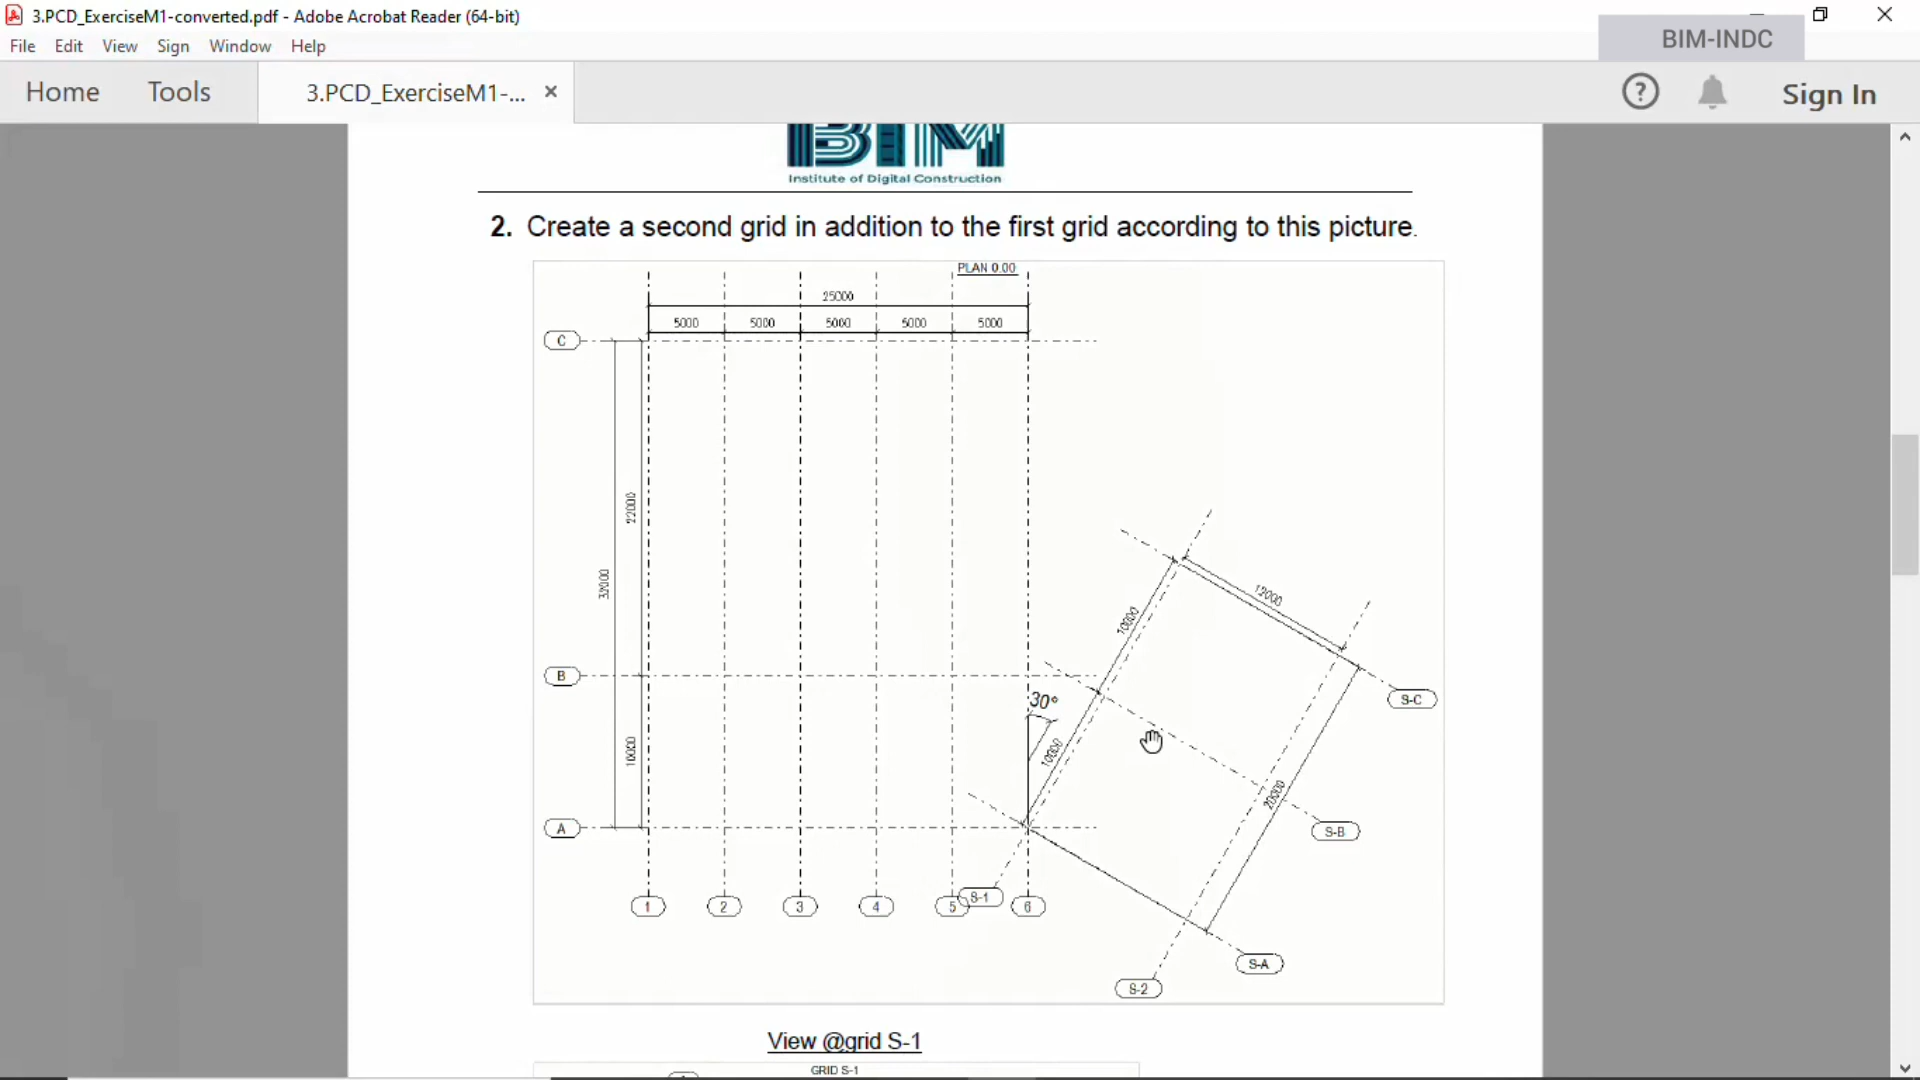 3.PCD_ExerciseM1-converted.pdf - Adobe Acrobat Reader (64-bit)
File Edit View Sign Window Help
BIM-INDC
Home Tools 3.PCD_ExerciseM1-... Sign In
BIM
Institute of Digital Construction
2. Create a second grid in addition to the first grid according to this picture.
PLAN 0.00
25000
5000 5000 5000 5000 5000
C
22000
32000
12000
10000
B
30°
S-C
10000
10000
20000
A
S-B
1 2 3 4 5 S-1 6
S-A
S-2
View @grid S-1
GRID S-1